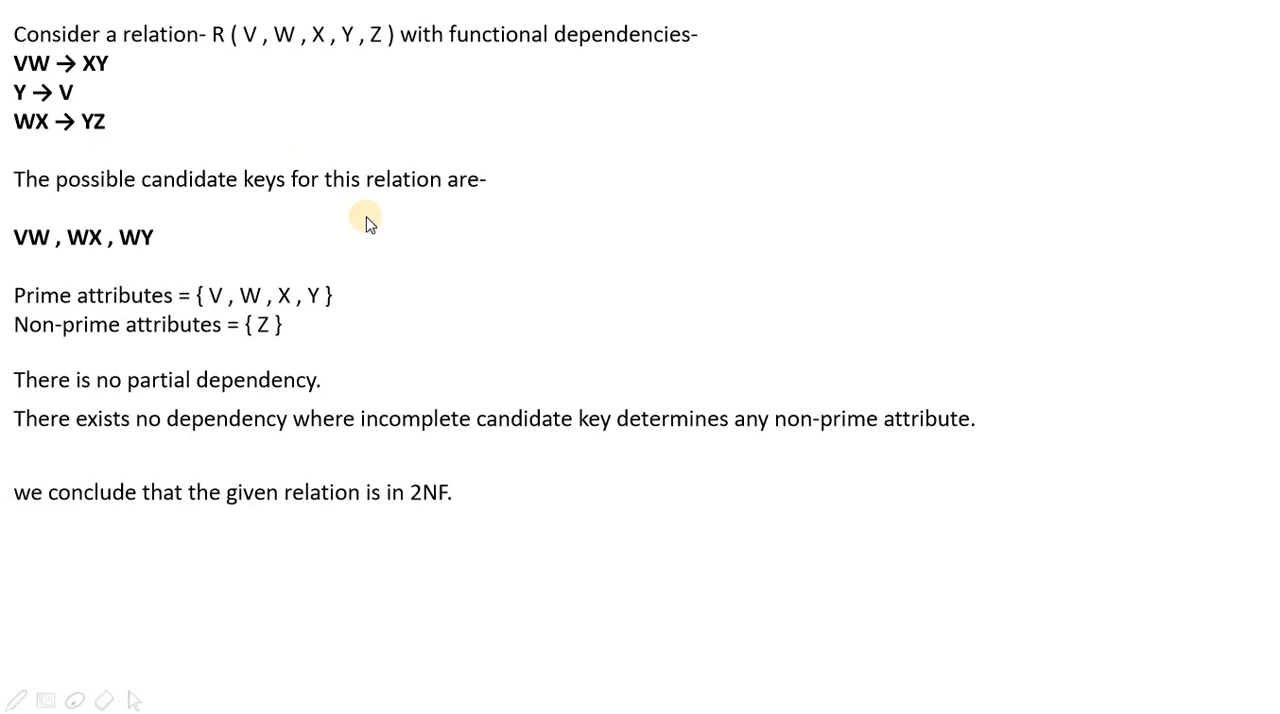 Consider a relation- R ( V , W , X , Y , Z ) with functional dependencies-
VW → XY
Y → V
WX → YZ
The possible candidate keys for this relation are-
VW , WX , WY
Prime attributes = { V , W , X , Y }
Non-prime attributes = { Z }
There is no partial dependency.
There exists no dependency where incomplete candidate key determines any non-prime attribute.
we conclude that the given relation is in 2NF.